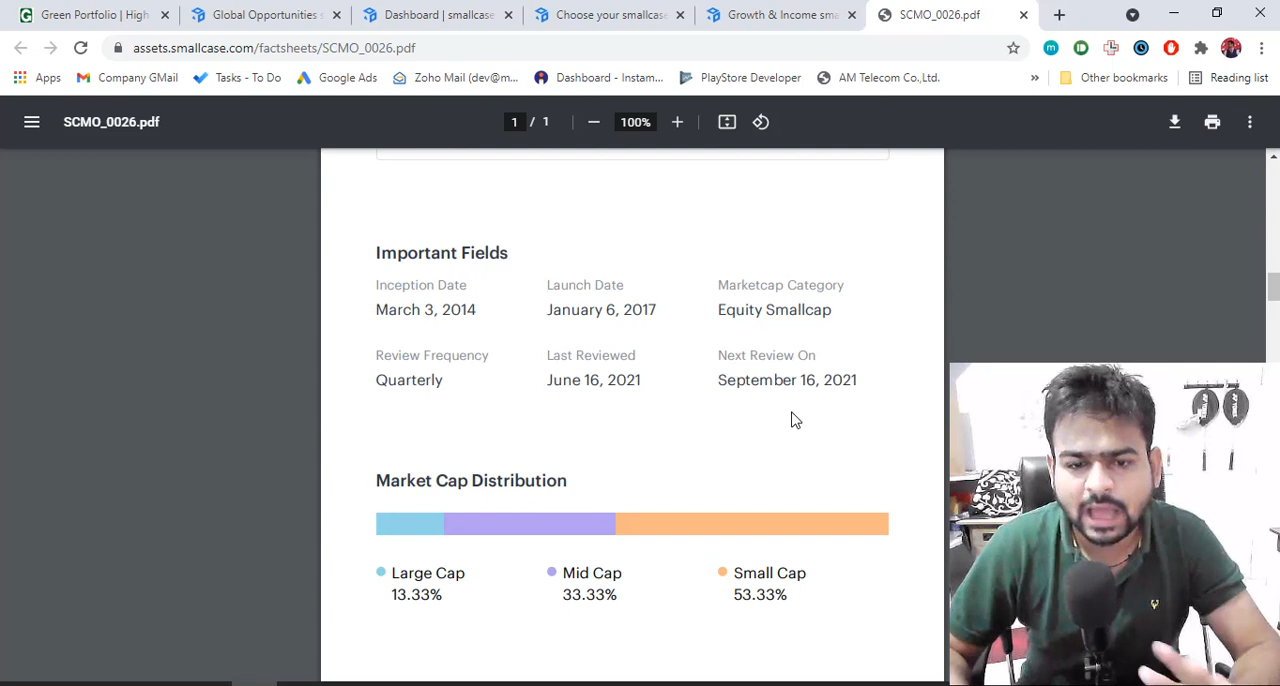 Green Portfolio | High
Global Opportunities s
Dashboard | smallcase
Choose your smallcase
Growth & Income sma
SCMO_0026.pdf
assets.smallcase.com/factsheets/SCMO_0026.pdf
Apps
Company GMail
Tasks - To Do
Google Ads
Zoho Mail (dev@m...
Dashboard - Instam...
PlayStore Developer
AM Telecom Co.,Ltd.
»
Other bookmarks
Reading list
SCMO_0026.pdf
1 / 1
100%
Important Fields
Inception Date
Launch Date
Marketcap Category
March 3, 2014
January 6, 2017
Equity Smallcap
Review Frequency
Last Reviewed
Next Review On
Quarterly
June 16, 2021
September 16, 2021
Market Cap Distribution
Large Cap
Mid Cap
Small Cap
13.33%
33.33%
53.33%